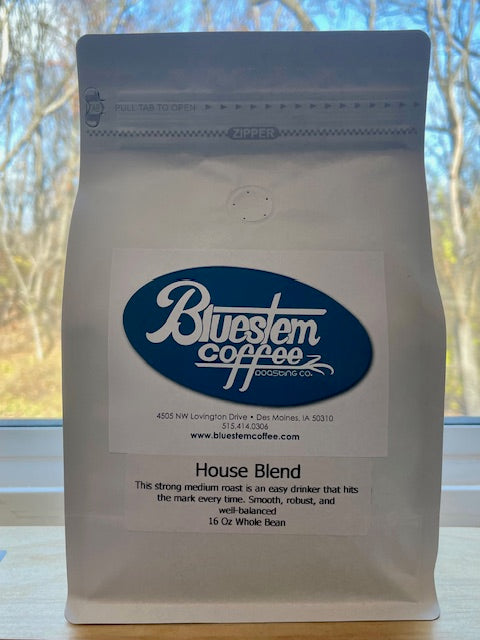 PULL TAB TO OPEN
ZIPPER
Bluestem
coffee
ROASTING CO.
4505 NW Lovington Drive • Des Moines, IA 50310
515.414.0306
www.bluestemcoffee.com
House Blend
This strong medium roast is an easy drinker that hits
the mark every time. Smooth, robust, and
well-balanced
16 Oz Whole Bean